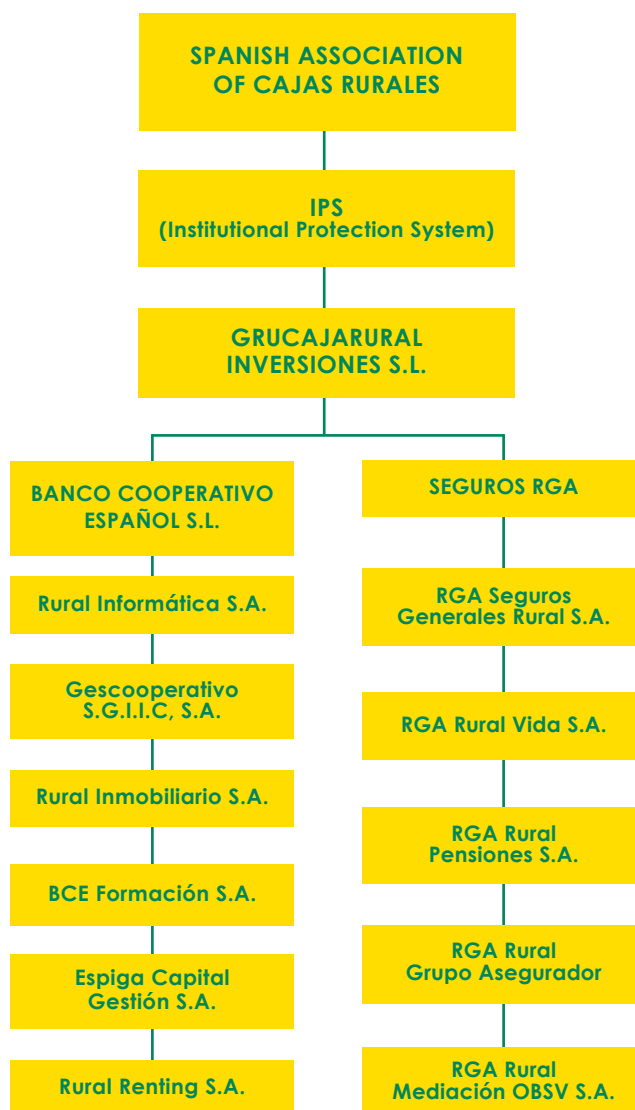 SPANISH ASSOCIATION
OF CAJAS RURALES
IPS
(Institutional Protection System)
GRUCAJARURAL
INVERSIONES S.L.
BANCO COOPERATIVO
ESPAÑOL S.L.
Rural Informática S.A.
Gescooperativo
S.G.I.I.C, S.A.
Rural Inmobiliario S.A.
BCE Formación S.A.
Espiga Capital
Gestión S.A.
Rural Renting S.A.
SEGUROS RGA
RGA Seguros
Generales Rural S.A.
RGA Rural Vida S.A.
RGA Rural
Pensiones S.A.
RGA Rural
Grupo Asegurador
RGA Rural
Mediación OBSV S.A.